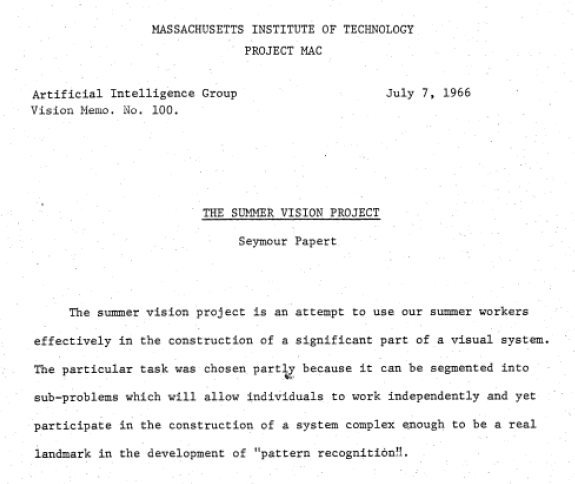 MASSACHUSETTS INSTITUTE OF TECHNOLOGY
PROJECT MAC
Artificial Intelligence Group July 7, 1966
Vision Memo. No. 100.
THE SUMMER VISION PROJECT
Seymour Papert
The summer vision project is an attempt to use our summer workers
effectively in the construction of a significant part of a visual system.
The particular task was chosen partly because it can be segmented into
sub-problems which will allow individuals to work independently and yet
participate in the construction of a system complex enough to be a real
landmark in the development of "pattern recognition".